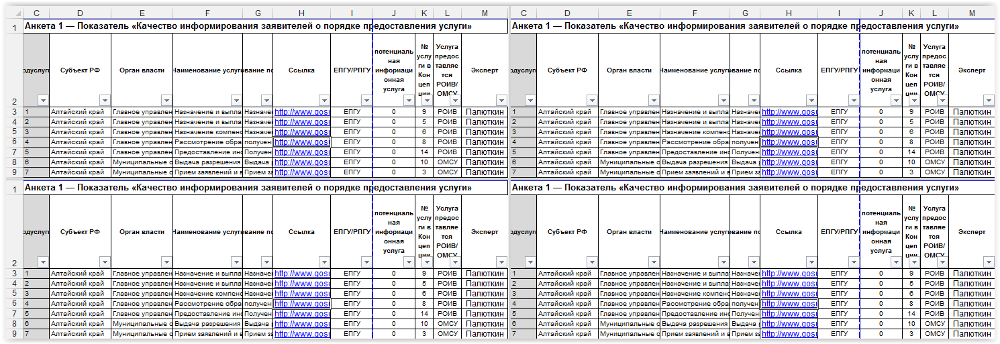 C D E F G H I J K L M
1 Анкета 1 — Показатель «Качество информирования заявителей о порядке предоставления услуги»
2 одуслуги Субъект РФ Орган власти Наименование услуги вание по Ссылка ЕПГУ/РПГУ потенциаль ная информаци онная услуга № услу ги в Кон цеп ции Услуга предос тавляе тся РОИВ/ ОМСУ Эксперт
3 1 Алтайский край Главное управлен Назначение и выпла Назначе http://www.gosu ЕПГУ 0 9 РОИВ Палюткин
4 2 Алтайский край Главное управлен Назначение и выпла Назначе http://www.gosu ЕПГУ 0 5 РОИВ Палюткин
5 3 Алтайский край Главное управлен Назначение компенс Назначе http://www.gosu ЕПГУ 0 6 РОИВ Палюткин
6 4 Алтайский край Главное управлен Рассмотрение обра получен http://www.gosu ЕПГУ 0 8 РОИВ Палюткин
7 5 Алтайский край Главное управлен Предоставление инс Получен http://www.gosu ЕПГУ 0 14 РОИВ Палюткин
8 6 Алтайский край Муниципальные о Выдача разрешения Выдача р http://www.gosu ЕПГУ 0 10 ОМСУ Палюткин
9 7 Алтайский край Муниципальные о Прием заявлений и в Прием за http://www.gosu ЕПГУ 0 3 ОМСУ Палюткин
C D E F G H I J K L M
Анкета 1 — Показатель «Качество информирования заявителей о порядке предоставления услуги»
одуслуги Субъект РФ Орган власти Наименование услуги вание по Ссылка ЕПГУ/РПГУ потенциаль ная информаци онная услуга № услу ги в Кон цеп ции Услуга предос тавляе тся РОИВ/ ОМСУ Эксперт
1 Алтайский край Главное управлен Назначение и выпла Назначе http://www.gosu ЕПГУ 0 9 РОИВ Палюткин
2 Алтайский край Главное управлен Назначение и выпла Назначе http://www.gosu ЕПГУ 0 5 РОИВ Палюткин
3 Алтайский край Главное управлен Назначение компенс Назначе http://www.gosu ЕПГУ 0 6 РОИВ Палюткин
4 Алтайский край Главное управлен Рассмотрение обра получен http://www.gosu ЕПГУ 0 8 РОИВ Палюткин
5 Алтайский край Главное управлен Предоставление инс Получен http://www.gosu ЕПГУ 0 14 РОИВ Палюткин
6 Алтайский край Муниципальные о Выдача разрешения Выдача р http://www.gosu ЕПГУ 0 10 ОМСУ Палюткин
7 Алтайский край Муниципальные о Прием заявлений и в Прием за http://www.gosu ЕПГУ 0 3 ОМСУ Палюткин
1 Анкета 1 — Показатель «Качество информирования заявителей о порядке предоставления услуги»
2 одуслуги Субъект РФ Орган власти Наименование услуги вание по Ссылка ЕПГУ/РПГУ потенциаль ная информаци онная услуга № услу ги в Кон цеп ции Услуга предос тавляе тся РОИВ/ ОМСУ Эксперт
3 1 Алтайский край Главное управлен Назначение и выпла Назначе http://www.gosu ЕПГУ 0 9 РОИВ Палюткин
4 2 Алтайский край Главное управлен Назначение и выпла Назначе http://www.gosu ЕПГУ 0 5 РОИВ Палюткин
5 3 Алтайский край Главное управлен Назначение компенс Назначе http://www.gosu ЕПГУ 0 6 РОИВ Палюткин
6 4 Алтайский край Главное управлен Рассмотрение обра получен http://www.gosu ЕПГУ 0 8 РОИВ Палюткин
7 5 Алтайский край Главное управлен Предоставление инс Получен http://www.gosu ЕПГУ 0 14 РОИВ Палюткин
8 6 Алтайский край Муниципальные о Выдача разрешения Выдача р http://www.gosu ЕПГУ 0 10 ОМСУ Палюткин
9 7 Алтайский край Муниципальные о Прием заявлений и в Прием за http://www.gosu ЕПГУ 0 3 ОМСУ Палюткин
Анкета 1 — Показатель «Качество информирования заявителей о порядке предоставления услуги»
одуслуги Субъект РФ Орган власти Наименование услуги вание по Ссылка ЕПГУ/РПГУ потенциаль ная информаци онная услуга № услу ги в Кон цеп ции Услуга предос тавляе тся РОИВ/ ОМСУ Эксперт
1 Алтайский край Главное управлен Назначение и выпла Назначе http://www.gosu ЕПГУ 0 9 РОИВ Палюткин
2 Алтайский край Главное управлен Назначение и выпла Назначе http://www.gosu ЕПГУ 0 5 РОИВ Палюткин
3 Алтайский край Главное управлен Назначение компенс Назначе http://www.gosu ЕПГУ 0 6 РОИВ Палюткин
4 Алтайский край Главное управлен Рассмотрение обра получен http://www.gosu ЕПГУ 0 8 РОИВ Палюткин
5 Алтайский край Главное управлен Предоставление инс Получен http://www.gosu ЕПГУ 0 14 РОИВ Палюткин
6 Алтайский край Муниципальные о Выдача разрешения Выдача р http://www.gosu ЕПГУ 0 10 ОМСУ Палюткин
7 Алтайский край Муниципальные о Прием заявлений и в Прием за http://www.gosu ЕПГУ 0 3 ОМСУ Палюткин